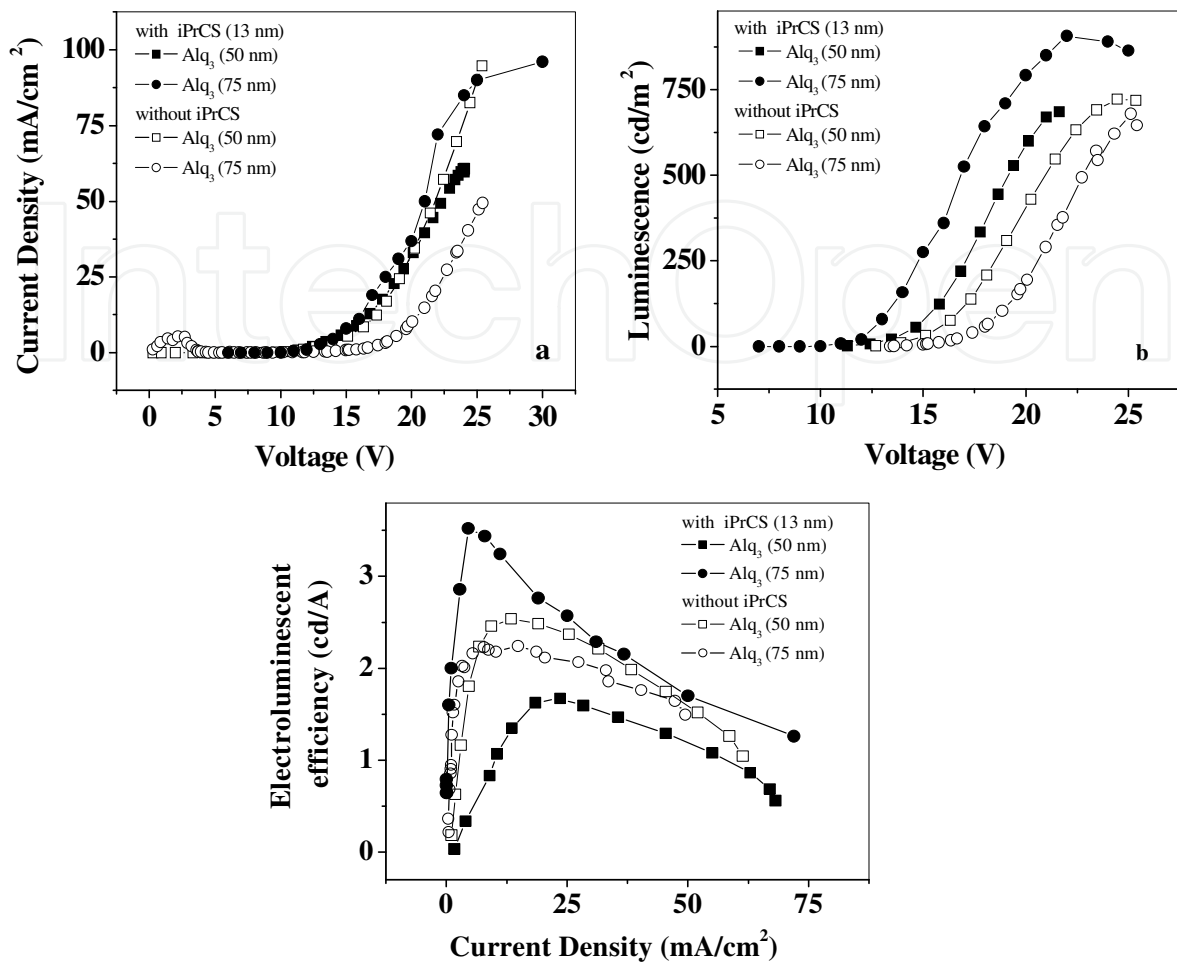 with iPrCS (13 nm)
Alq3 (50 nm)
Alq3 (75 nm)
without iPrCS
Alq3 (50 nm)
Alq3 (75 nm)
100
75
50
25
0
Current Density (mA/cm2)
0 5 10 15 20 25 30
Voltage (V)
a
with iPrCS (13 nm)
Alq3 (50 nm)
Alq3 (75 nm)
without iPrCS
Alq3 (50 nm)
Alq3 (75 nm)
750
500
250
0
Luminescence (cd/m2)
5 10 15 20 25
Voltage (V)
b
IntechOpen
with iPrCS (13 nm)
Alq3 (50 nm)
Alq3 (75 nm)
without iPrCS
Alq3 (50 nm)
Alq3 (75 nm)
3
2
1
0
Electroluminescent
efficiency (cd/A)
0 25 50 75
Current Density (mA/cm2)